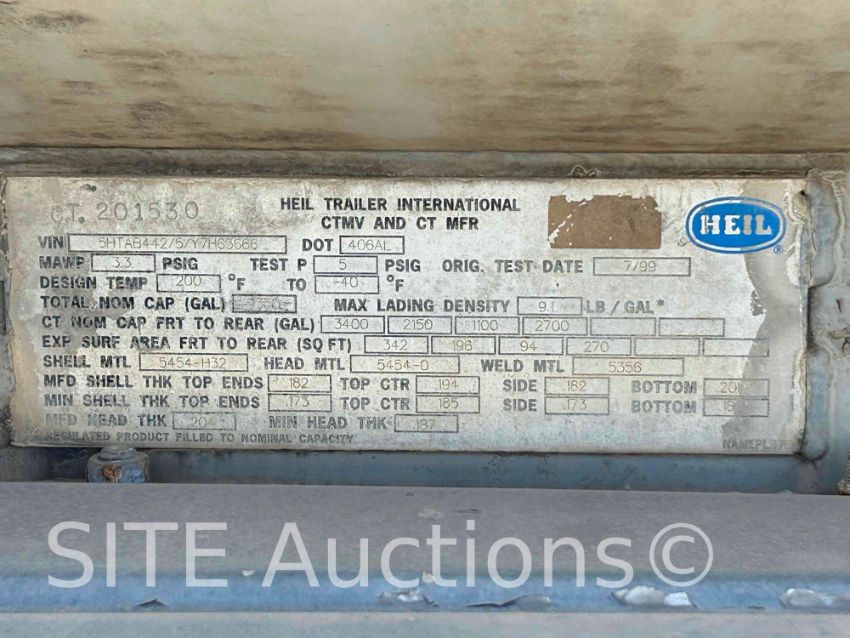 CT. 201530
HEIL TRAILER INTERNATIONAL
CTMV AND CT MFR
HEIL ®
VIN 5HTAB442/5/Y7H63666 DOT 406AL
MAWP 3.3 PSIG TEST P 5 PSIG ORIG. TEST DATE 7/99
DESIGN TEMP 200 °F TO -40 °F
TOTAL NOM CAP (GAL) MAX LADING DENSITY LB/GAL*
CT NOM CAP FRT TO REAR (GAL) 3400 2150 1100 2700
EXP SURF AREA FRT TO REAR (SQ FT) 342 196 94 270
SHELL MTL 5454-H32 HEAD MTL 5454-0 WELD MTL 5356
MFD SHELL THK TOP ENDS .182 TOP CTR .194 SIDE .182 BOTTOM
MIN SHELL THK TOP ENDS .173 TOP CTR .185 SIDE .173 BOTTOM
MFD HEAD THK .204 MIN HEAD THK .187
*REGULATED PRODUCT FILLED TO NOMINAL CAPACITY
SITE Auctions©